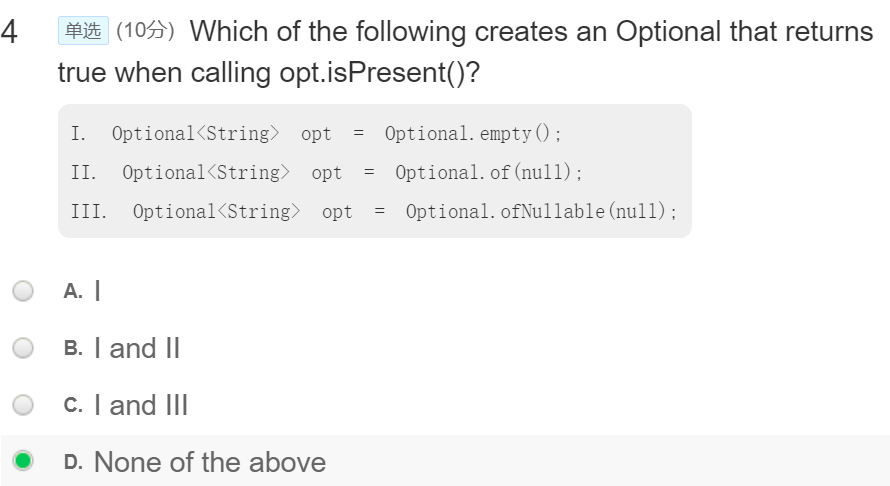 4 单选 (10分) Which of the following creates an Optional that returns
true when calling opt.isPresent()?
I. Optional<String> opt = Optional.empty();
II. Optional<String> opt = Optional.of(null);
III. Optional<String> opt = Optional.ofNullable(null);
A. I
B. I and II
C. I and III
D. None of the above